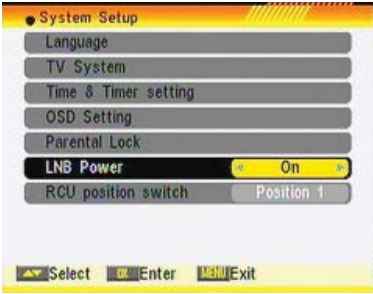 System Setup
Language
TV System
Time & Timer setting
OSD Setting
Parental Lock
LNB Power On
RCU position switch Position 1
Select OK Enter MENU Exit